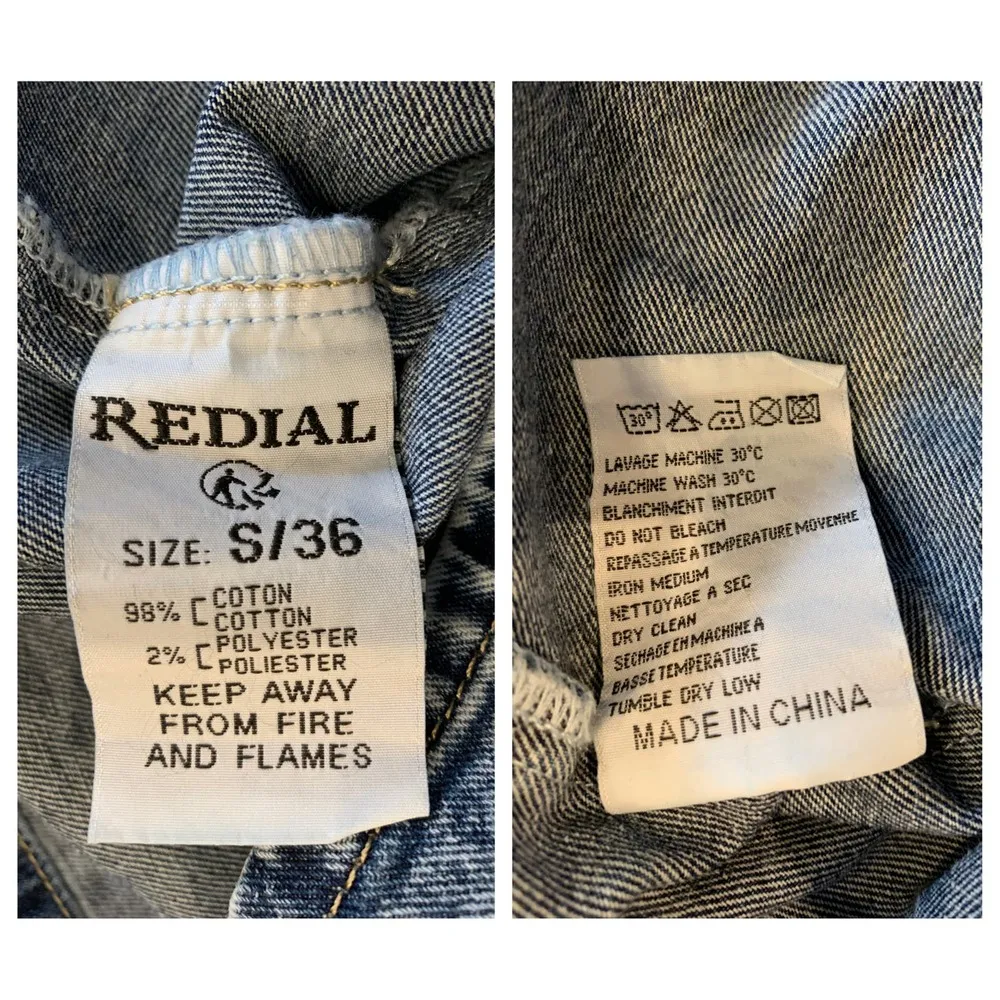 REDIAL
SIZE: S/36
98% [ COTON
COTTON
2% [ POLYESTER
POLIESTER
KEEP AWAY
FROM FIRE
AND FLAMES
30°
LAVAGE MACHINE 30°C
MACHINE WASH 30°C
BLANCHIMENT INTERDIT
DO NOT BLEACH
REPASSAGE A TEMPERATURE MOVENNE
IRON MEDIUM
NETTOYAGE A SEC
DRY CLEAN
SECHAGE EN MACHINE A
BASSE TEMPERATURE
TUMBLE DRY LOW
MADE IN CHINA